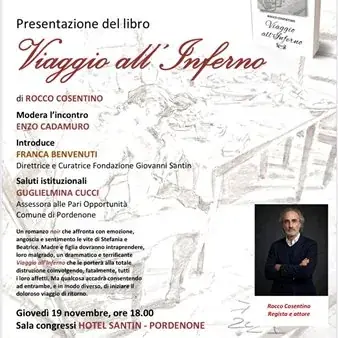 Presentazione del libro
Viaggio all'Inferno
ROCCO COSENTINO
Viaggio
all'Inferno
di ROCCO COSENTINO
Modera l'incontro
ENZO CADAMURO
Introduce
FRANCA BENVENUTI
Direttrice e Curatrice Fondazione Giovanni Santin
Saluti istituzionali
GUGLIELMINA CUCCI
Assessora alle Pari Opportunità
Comune di Pordenone
Un romanzo noir che affronta con emozione,
angoscia e sentimento le vite di Stefania e
Beatrice. Madre e figlia dovranno intraprendere,
loro malgrado, un drammatico e terrificante
Viaggio all'Inferno che le porterà alla totale
distruzione coinvolgendo, fatalmente, tutti
i loro affetti. Ma qualcosa accadrà consentendo
ad entrambe, e in modo diverso, di iniziare il
doloroso viaggio di ritorno.
Rocco Cosentino
Regista e attore
Giovedì 19 novembre, ore 18.00
Sala congressi HOTEL SANTIN - PORDENONE